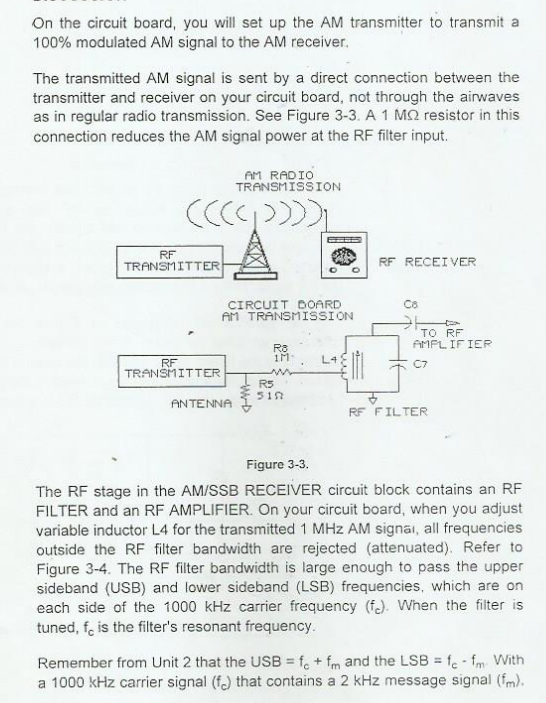 On the circuit board, you will set up the AM transmitter to transmit a
100% modulated AM signal to the AM receiver.
The transmitted AM signal is sent by a direct connection between the
transmitter and receiver on your circuit board, not through the airwaves
as in regular radio transmission. See Figure 3-3. A 1 MΩ resistor in this
connection reduces the AM signal power at the RF filter input.
AM RADIO
TRANSMISSION
RF
TRANSMITTER
RF RECEIVER
CIRCUIT BOARD
AM TRANSMISSION
C6
TO RF
AMPLIFIER
RF
TRANSMITTER
R8
1M
L4
C7
R5
51Ω
ANTENNA
RF FILTER
Figure 3-3.
The RF stage in the AM/SSB RECEIVER circuit block contains an RF
FILTER and an RF AMPLIFIER. On your circuit board, when you adjust
variable inductor L4 for the transmitted 1 MHz AM signal, all frequencies
outside the RF filter bandwidth are rejected (attenuated). Refer to
Figure 3-4. The RF filter bandwidth is large enough to pass the upper
sideband (USB) and lower sideband (LSB) frequencies, which are on
each side of the 1000 kHz carrier frequency (fc). When the filter is
tuned, fc is the filter's resonant frequency.
Remember from Unit 2 that the USB = fc + fm and the LSB = fc - fm. With
a 1000 kHz carrier signal (fc) that contains a 2 kHz message signal (fm),